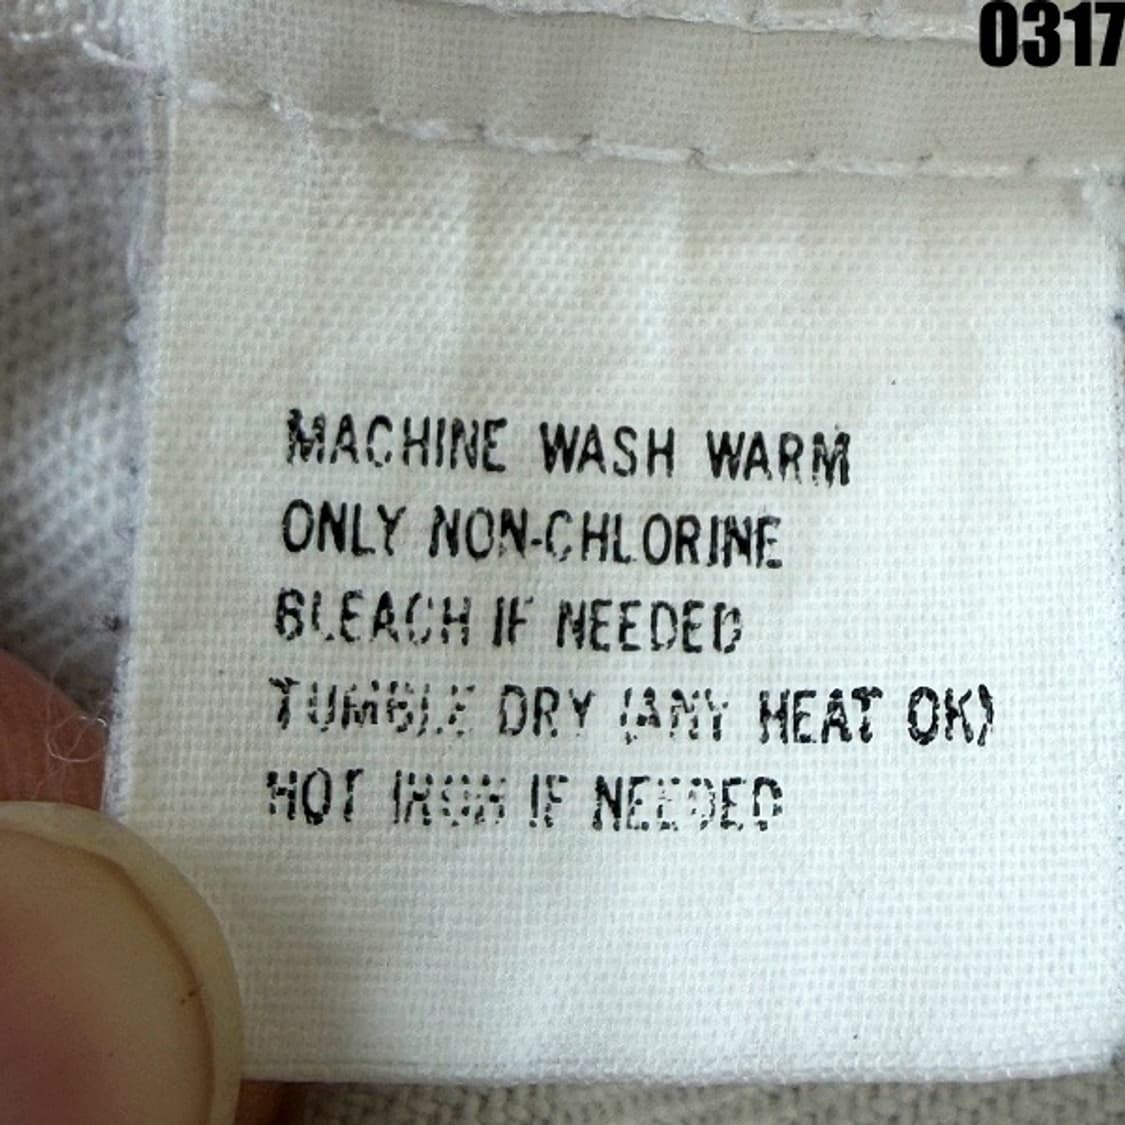 0317
MACHINE WASH WARM
ONLY NON-CHLORINE
BLEACH IF NEEDED
TUMBLE DRY (ANY HEAT OK)
HOT IRON IF NEEDED